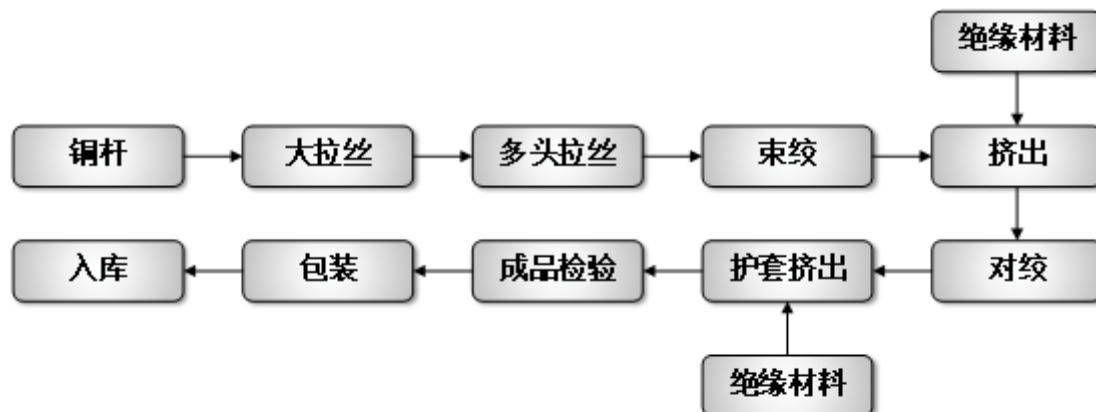 绝缘材料
铜杆
大拉丝
多头拉丝
束绞
挤出
入库
包装
成品检验
护套挤出
对绞
绝缘材料